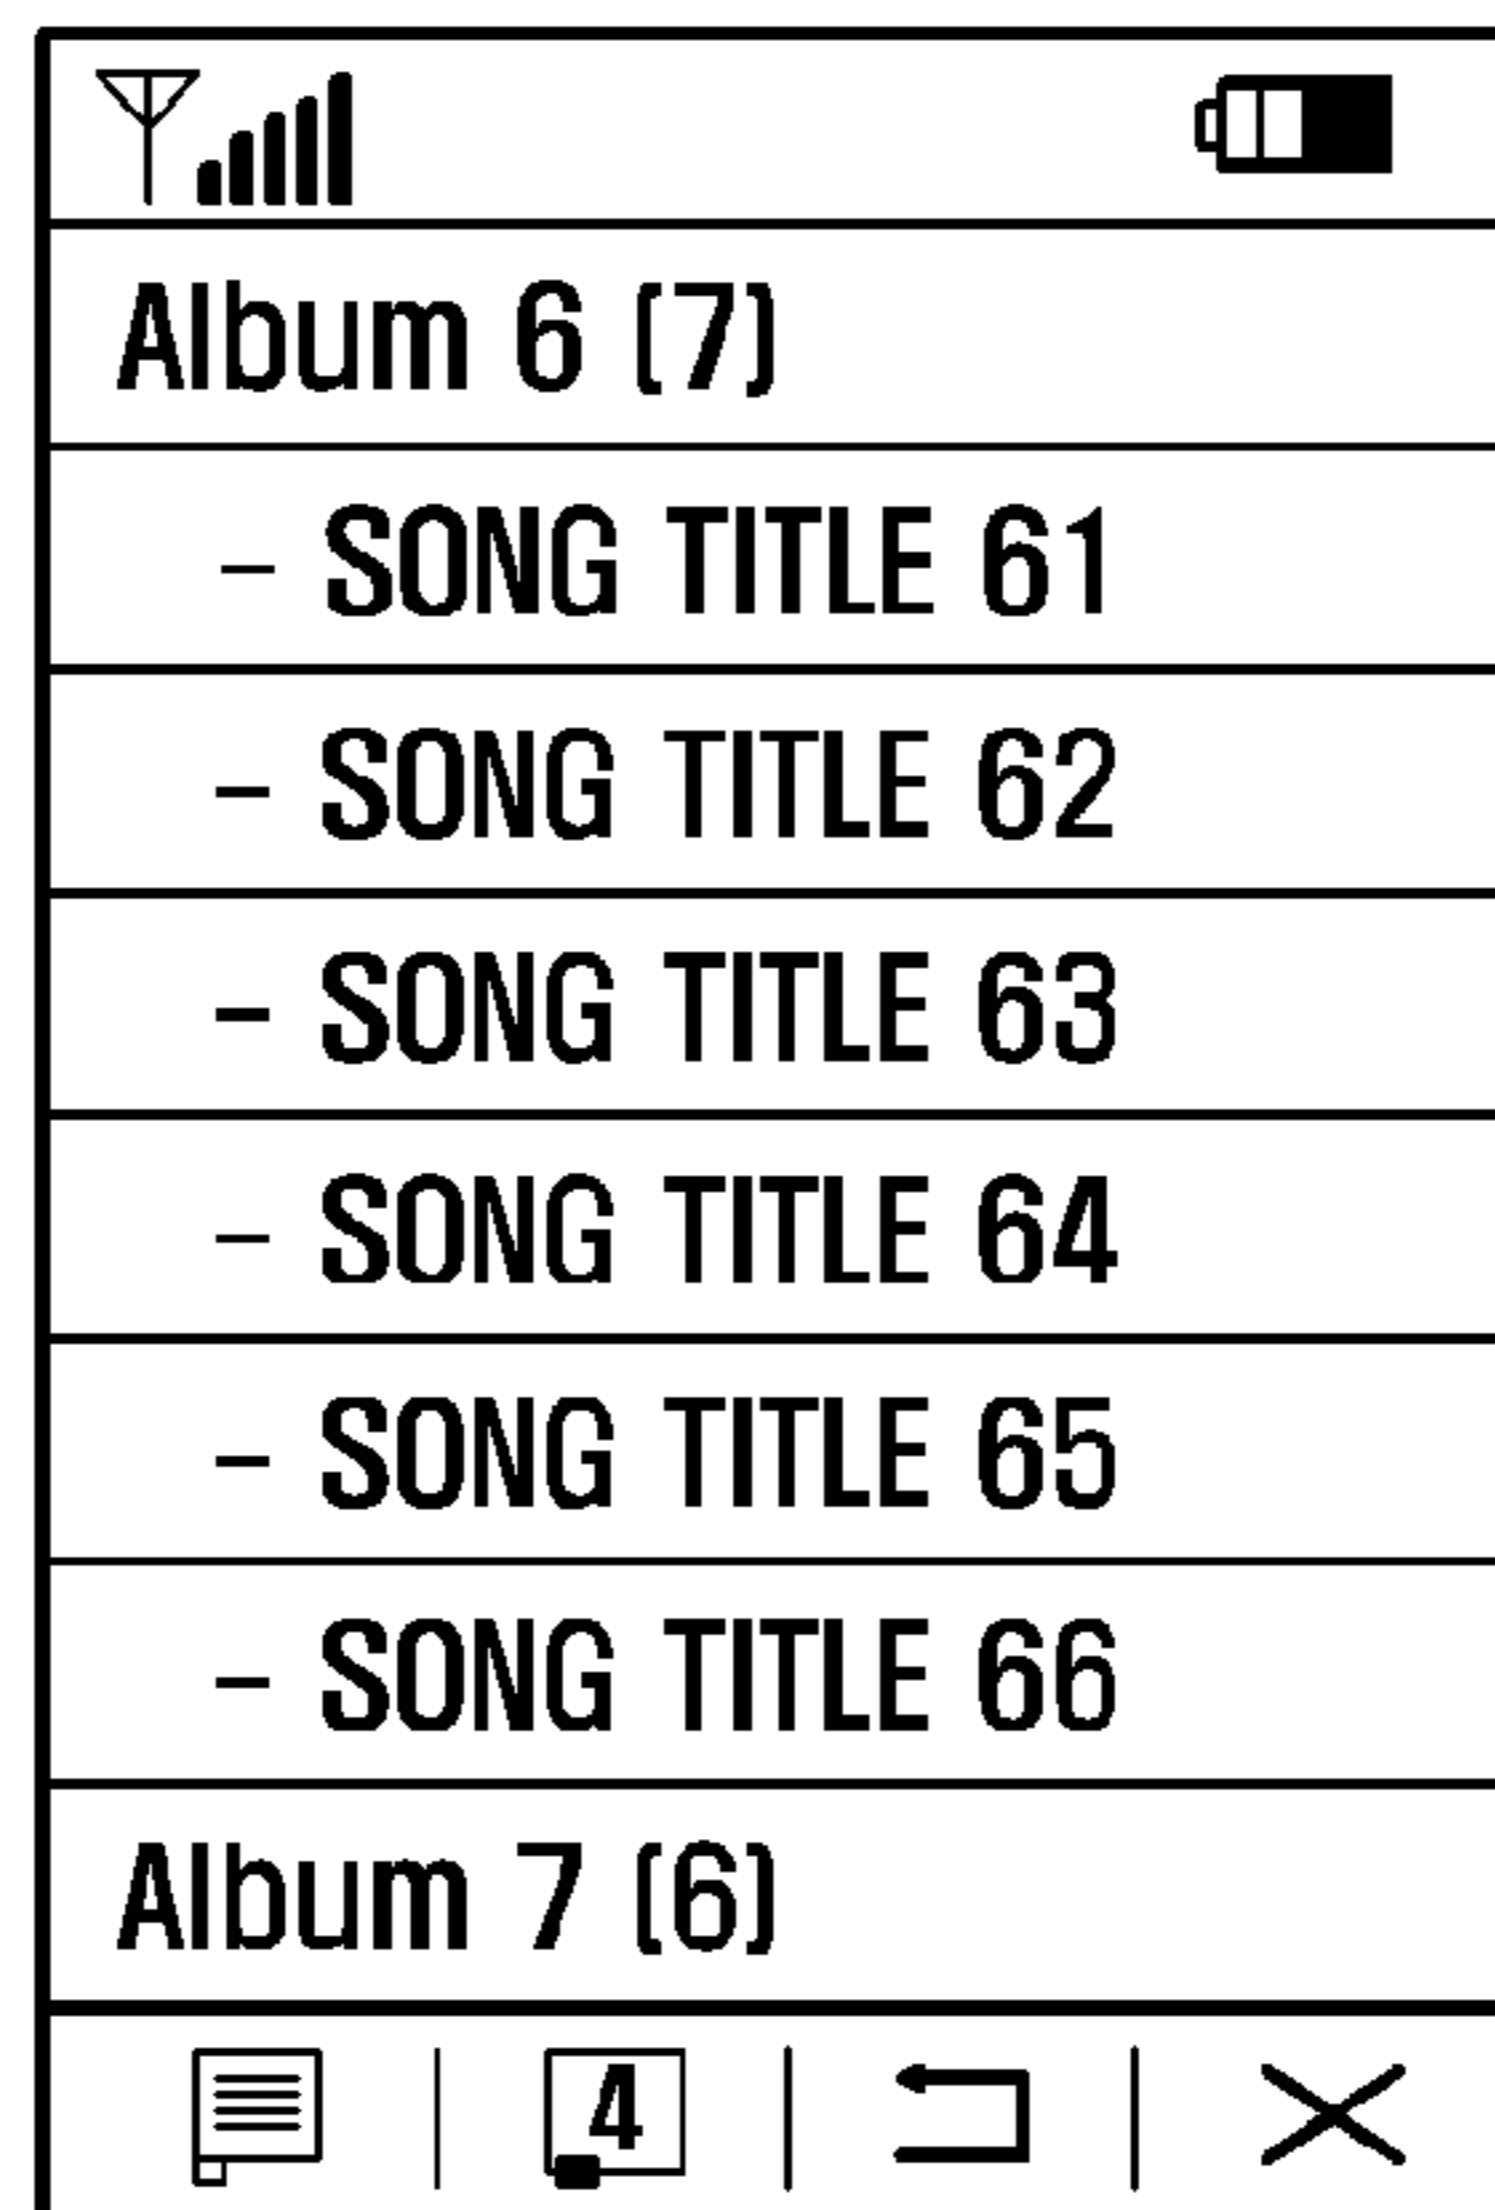 Album 6 (7)
– SONG TITLE 61
– SONG TITLE 62
– SONG TITLE 63
– SONG TITLE 64
– SONG TITLE 65
– SONG TITLE 66
Album 7 (6)
4